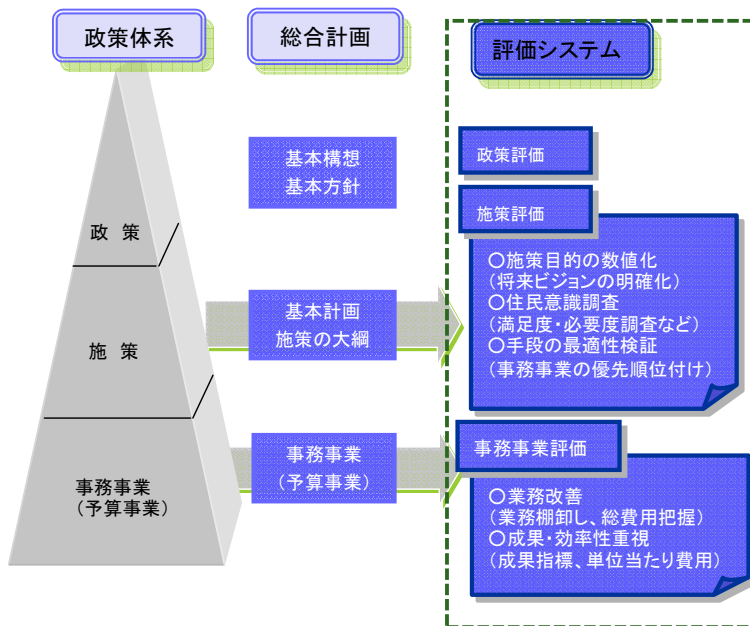 政策体系
総合計画
評価システム
政 策
施 策
事務事業
（予算事業）
基本構想
基本方針
基本計画
施策の大綱
事務事業
（予算事業）
政策評価
施策評価
○施策目的の数値化
（将来ビジョンの明確化）
○住民意識調査
（満足度・必要度調査など）
○手段の最適性検証
（事務事業の優先順位付け）
事務事業評価
○業務改善
（業務棚卸し、総費用把握）
○成果・効率性重視
（成果指標、単位当たり費用）